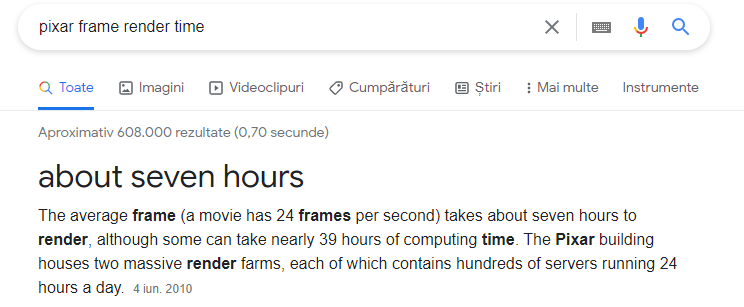 pixar frame render time
Toate Imagini Videoclipuri Cumpărături Știri Mai multe Instrumente
Aproximativ 608.000 rezultate (0,70 secunde)
about seven hours
The average frame (a movie has 24 frames per second) takes about seven hours to
render, although some can take nearly 39 hours of computing time. The Pixar building
houses two massive render farms, each of which contains hundreds of servers running 24
hours a day. 4 iun. 2010